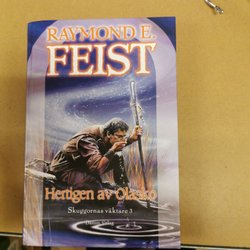 RAYMOND E.
FEIST
Hertigen av Olasko
Skuggornas väktare 3